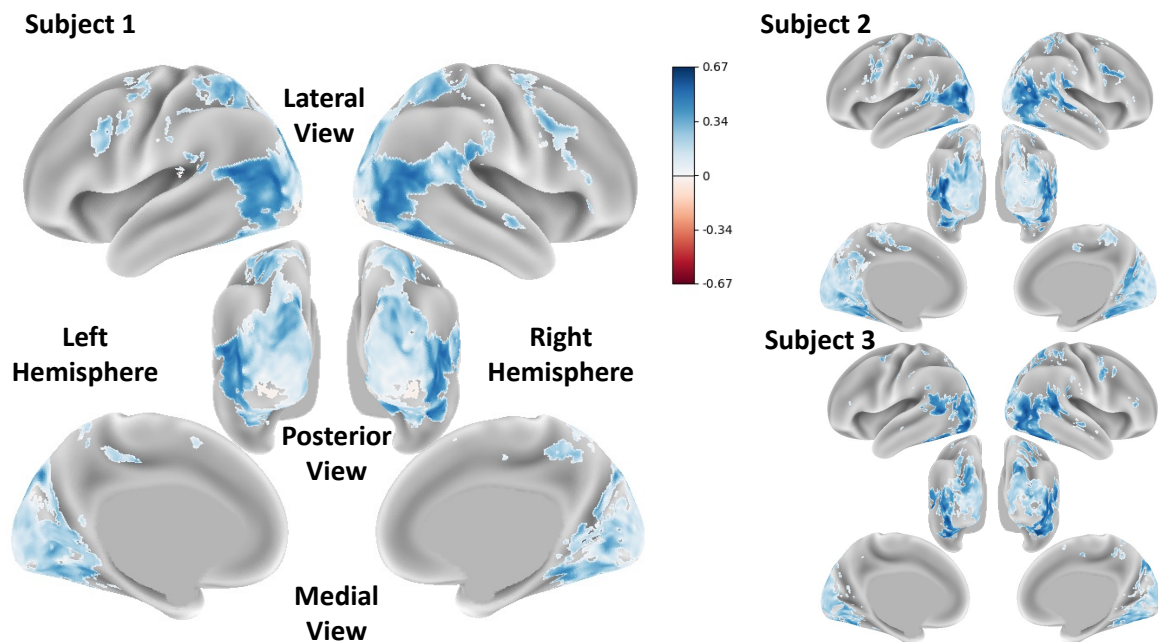 Subject 1
Subject 2
Lateral
View
0.67
0.34
0
-0.34
-0.67
Left
Hemisphere
Right
Hemisphere
Subject 3
Posterior
View
Medial
View